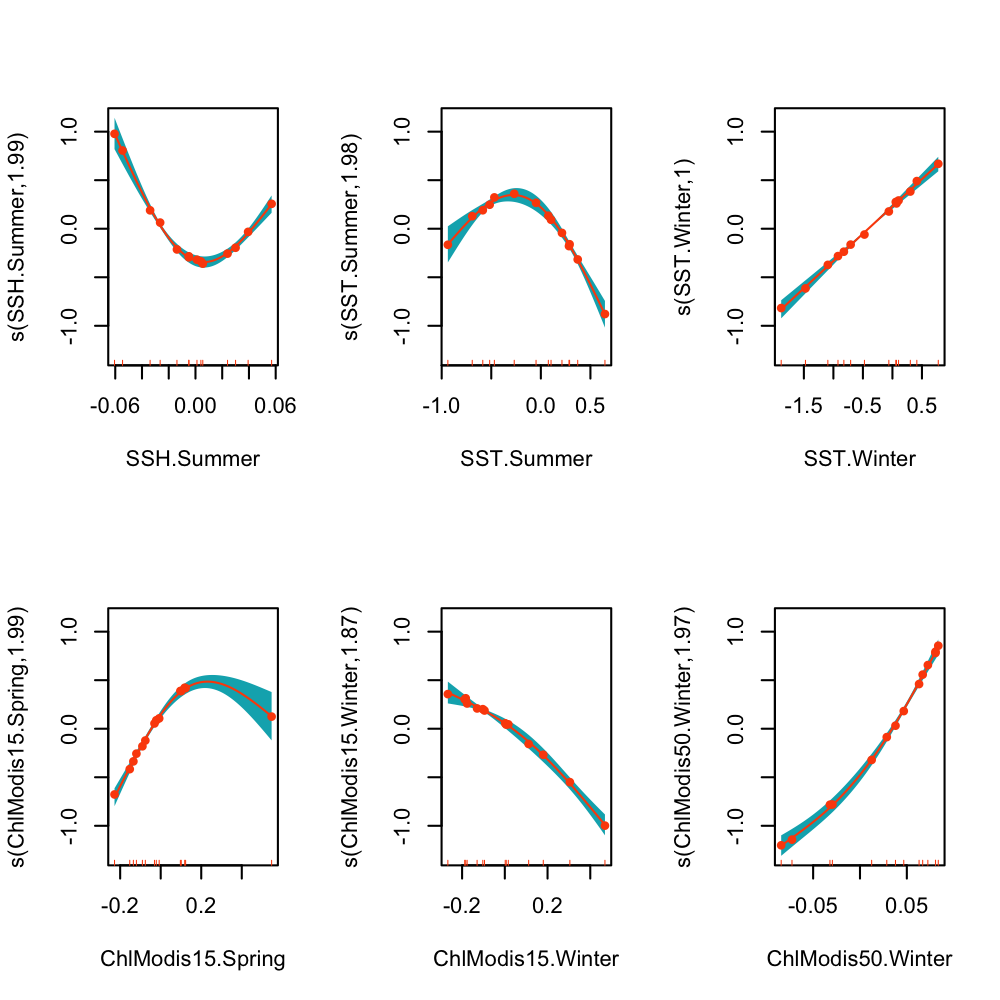 s(SSH.Summer,1.99)
1.0
0.0
-1.0
-0.06
0.00
0.06
SSH.Summer
s(SST.Summer,1.98)
1.0
0.0
-1.0
-1.0
0.0
0.5
SST.Summer
s(SST.Winter,1)
1.0
0.0
-1.0
-1.5
-0.5
0.5
SST.Winter
s(ChlModis15.Spring,1.99)
1.0
0.0
-1.0
-0.2
0.2
ChlModis15.Spring
s(ChlModis15.Winter,1.87)
1.0
0.0
-1.0
-0.2
0.2
ChlModis15.Winter
s(ChlModis50.Winter,1.97)
1.0
0.0
-1.0
-0.05
0.05
ChlModis50.Winter